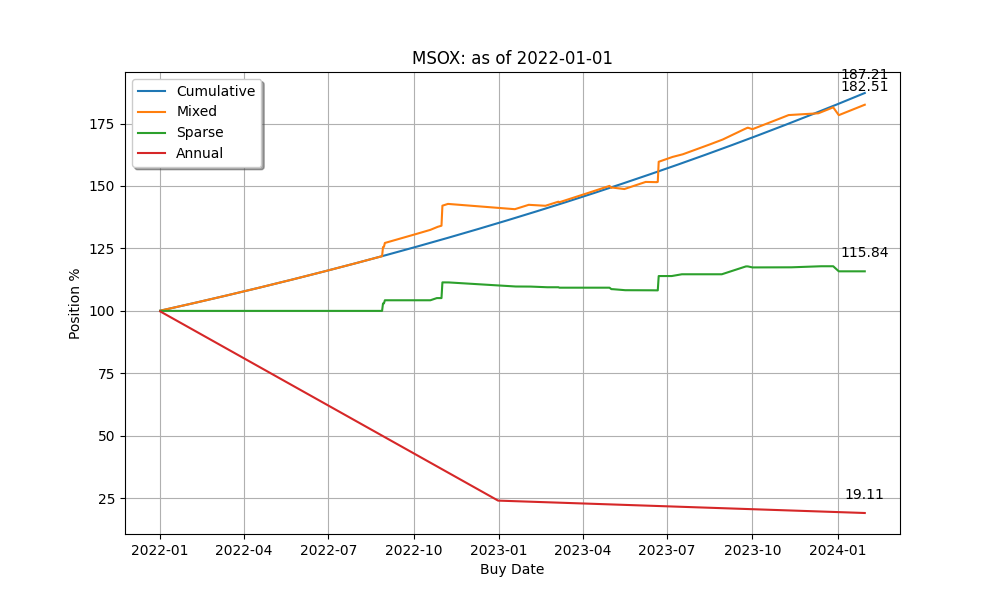 MSOX: as of 2022-01-01
187.21
182.51
Cumulative
Mixed
Sparse
Annual
175
150
125
100
75
50
25
115.84
19.11
Position %
2022-01 2022-04 2022-07 2022-10 2023-01 2023-04 2023-07 2023-10 2024-01
Buy Date